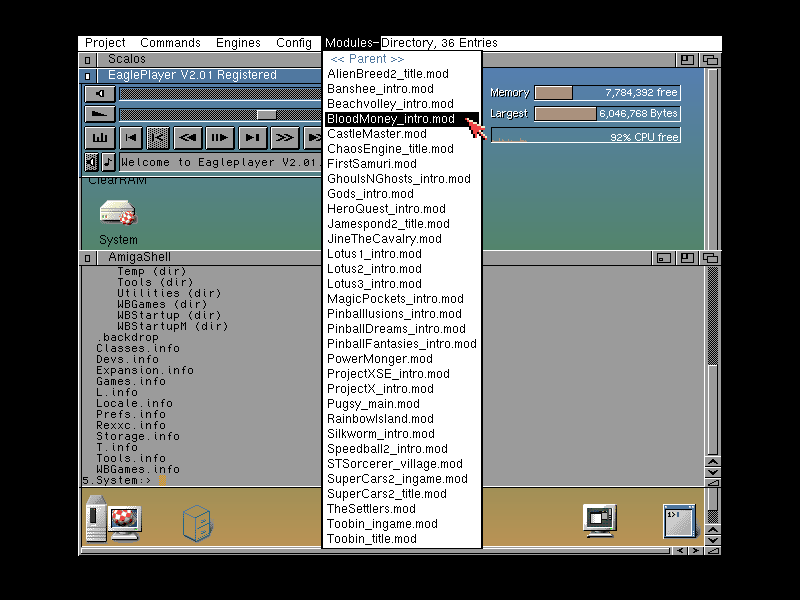 Project Commands Engines Config Modules- Directory, 36 Entries
Scalos
EaglePlayer V2.01 Registered
Welcome to Eagleplayer V2.01.
ClearRAM
System
Memory 7,784,392 free
Largest 6,046,768 Bytes
92% CPU free
<< Parent >>
AlienBreed2_title.mod
Banshee_intro.mod
Beachvolley_intro.mod
BloodMoney_intro.mod
CastleMaster.mod
ChaosEngine_title.mod
FirstSamuri.mod
GhoulsNGhosts_intro.mod
Gods_intro.mod
HeroQuest_intro.mod
Jamespond2_title.mod
JineTheCavalry.mod
Lotus1_intro.mod
Lotus2_intro.mod
Lotus3_intro.mod
MagicPockets_intro.mod
PinballIlusions_intro.mod
PinballDreams_intro.mod
PinballFantasies_intro.mod
PowerMonger.mod
ProjectXSE_intro.mod
ProjectX_intro.mod
Pugsy_main.mod
RainbowIsland.mod
Silkworm_intro.mod
Speedball2_intro.mod
STSorcerer_village.mod
SuperCars2_ingame.mod
SuperCars2_title.mod
TheSettlers.mod
Toobin_ingame.mod
Toobin_title.mod
AmigaShell
Temp (dir)
Tools (dir)
Utilities (dir)
WBGames (dir)
WBStartup (dir)
WBStartupM (dir)
.backdrop
Classes.info
Devs.info
Expansion.info
Games.info
L.info
Locale.info
Prefs.info
Rexxc.info
Storage.info
T.info
Tools.info
WBGames.info
5.System:>
1>I